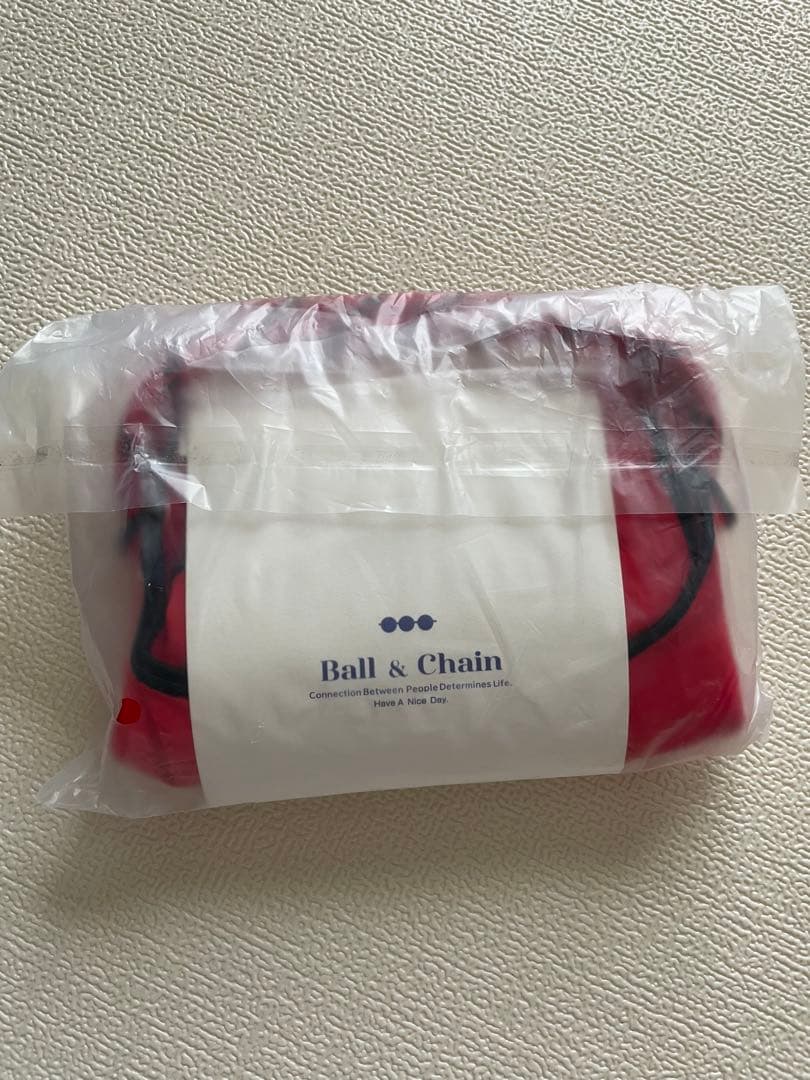 Ball & Chain
Connection Between People Determines Life.
Have A Nice Day.